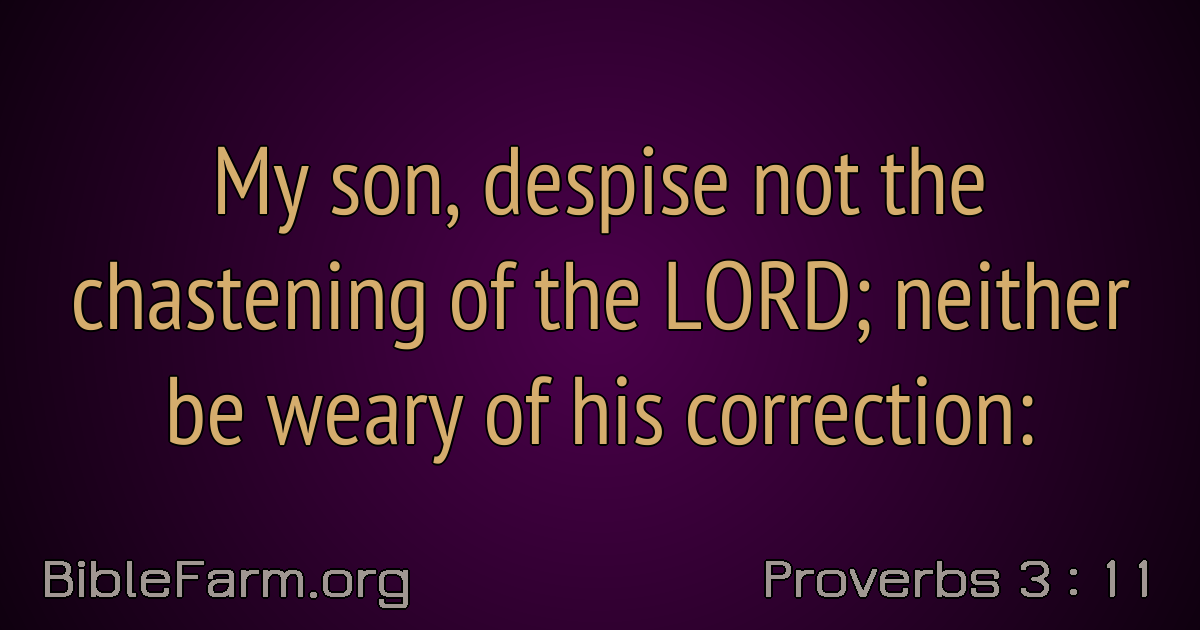 My son, despise not the
chastening of the LORD; neither
be weary of his correction:
BibleFarm.org
Proverbs 3 : 11